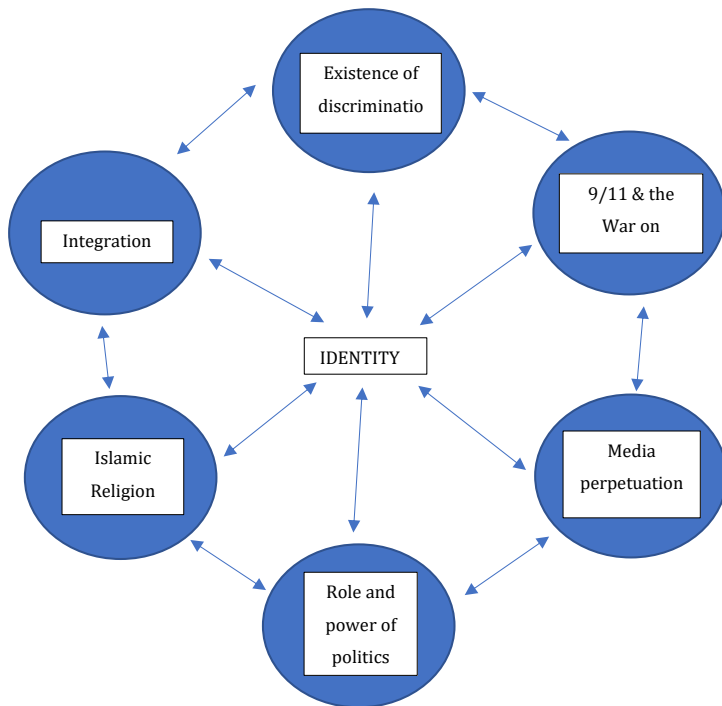 Existence of
discriminatio
9/11 & the
War on
Integration
IDENTITY
Islamic
Religion
Media
perpetuation
Role and
power of
politics